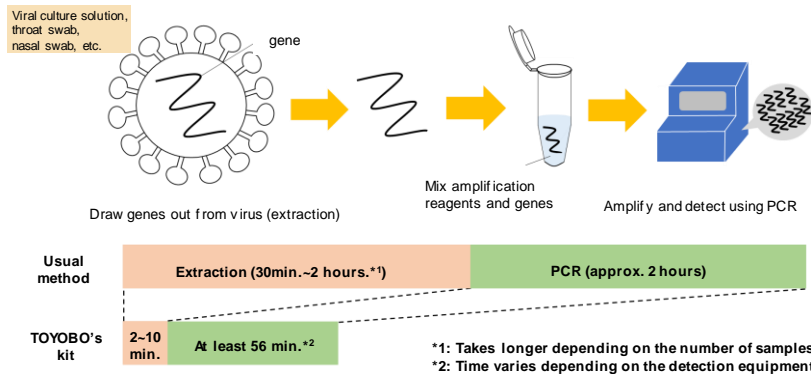 Viral culture solution,
throat swab,
nasal swab, etc.
gene
Draw genes out from virus (extraction)
Mix amplification
reagents and genes
Amplify and detect using PCR
Usual
method
Extraction (30min.~2 hours.*1)
PCR (approx. 2 hours)
TOYOBO's
kit
2~10
min.
At least 56 min.*2
*1: Takes longer depending on the number of samples
*2: Time varies depending on the detection equipment